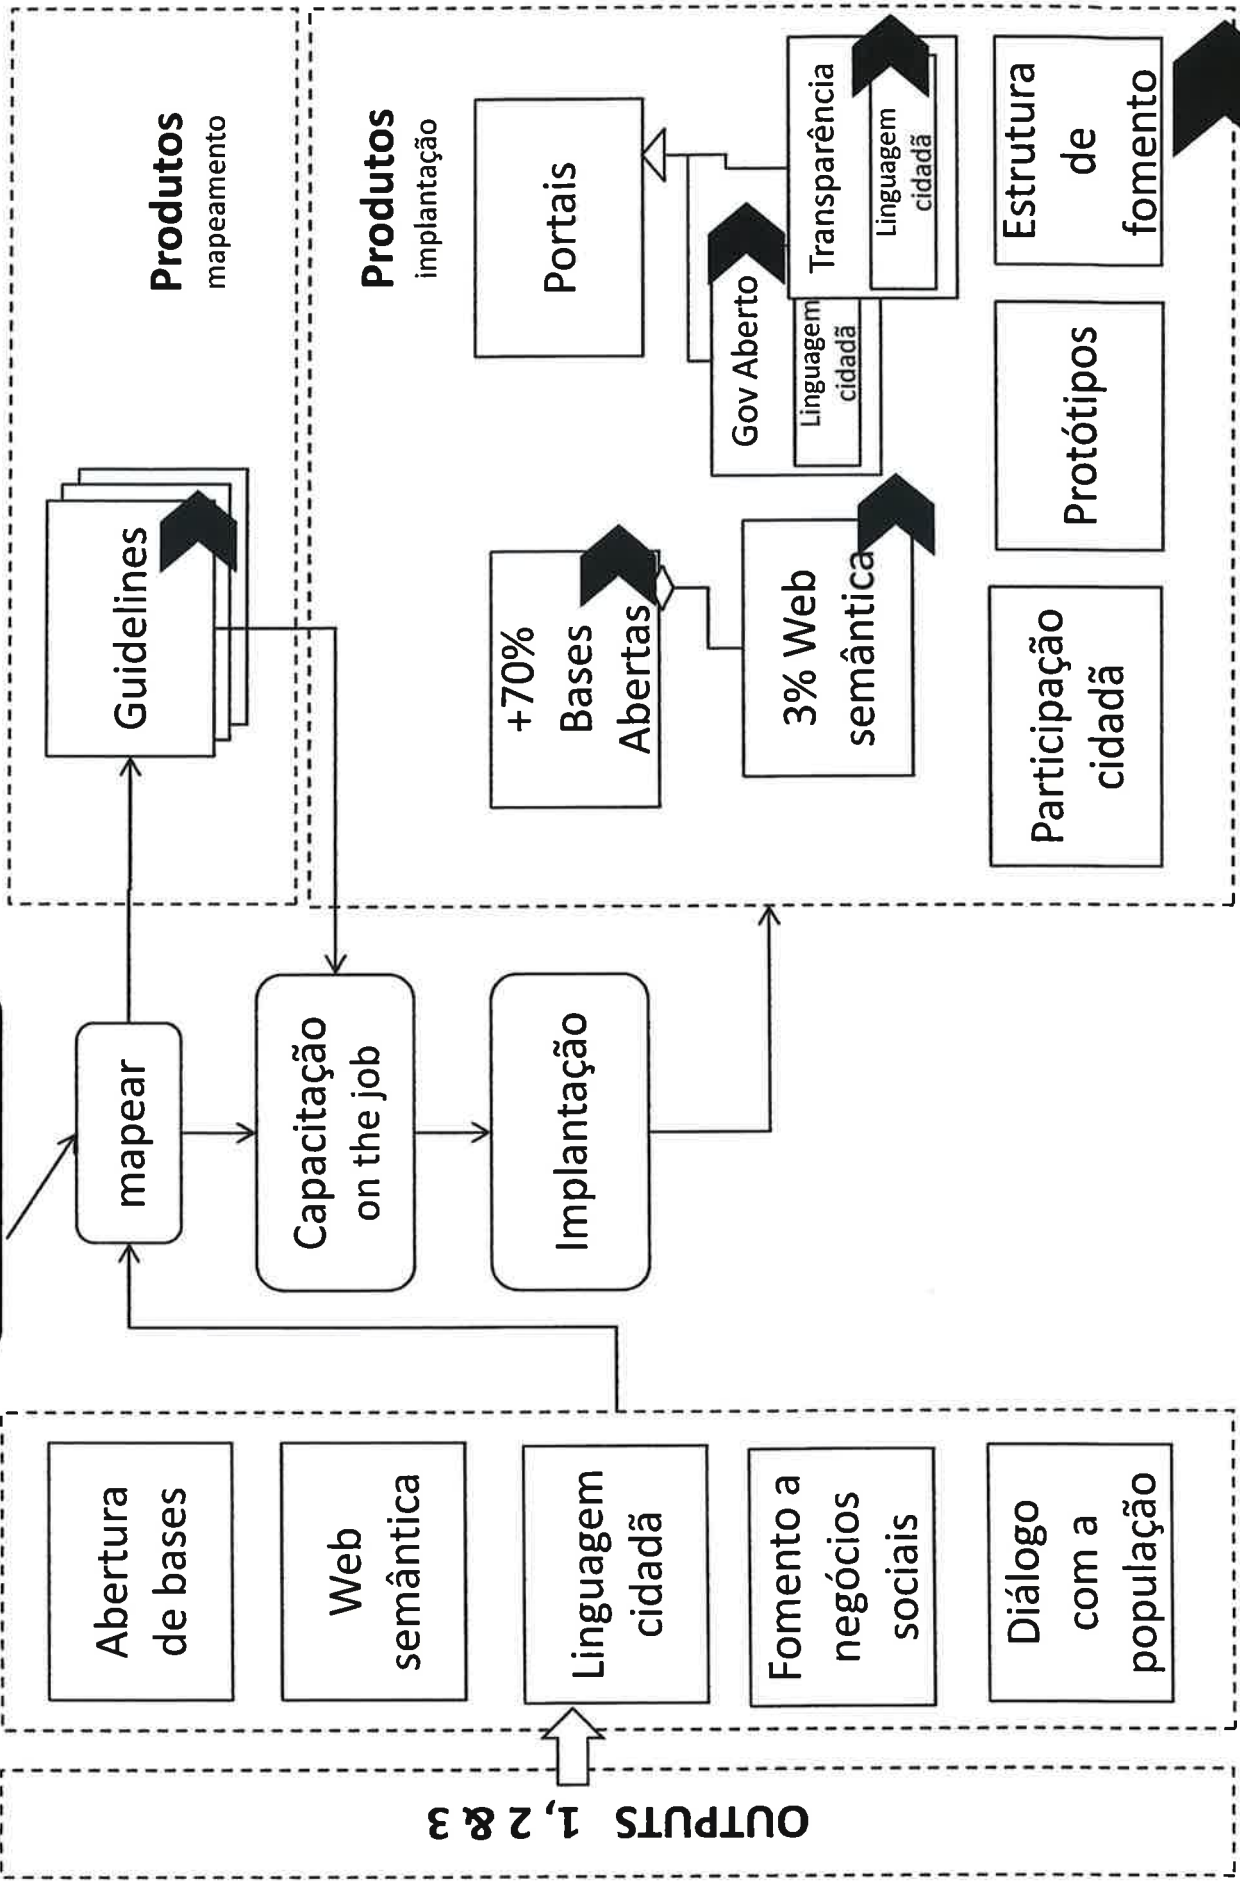 OUTPUTS 1, 2 & 3
Abertura
de bases
Web
semântica
Linguagem
cidadã
Fomento a
negócios
sociais
Diálogo
com a
população
mapear
Capacitação
on the job
Implantação
Guidelines
Produtos
mapeamento
Produtos
implantação
+70%
Bases
Abertas
3% Web
semântica
Portais
Gov Aberto
Linguagem
cidadã
Transparência
Linguagem
cidadã
Participação
cidadã
Protótipos
Estrutura
de
fomento